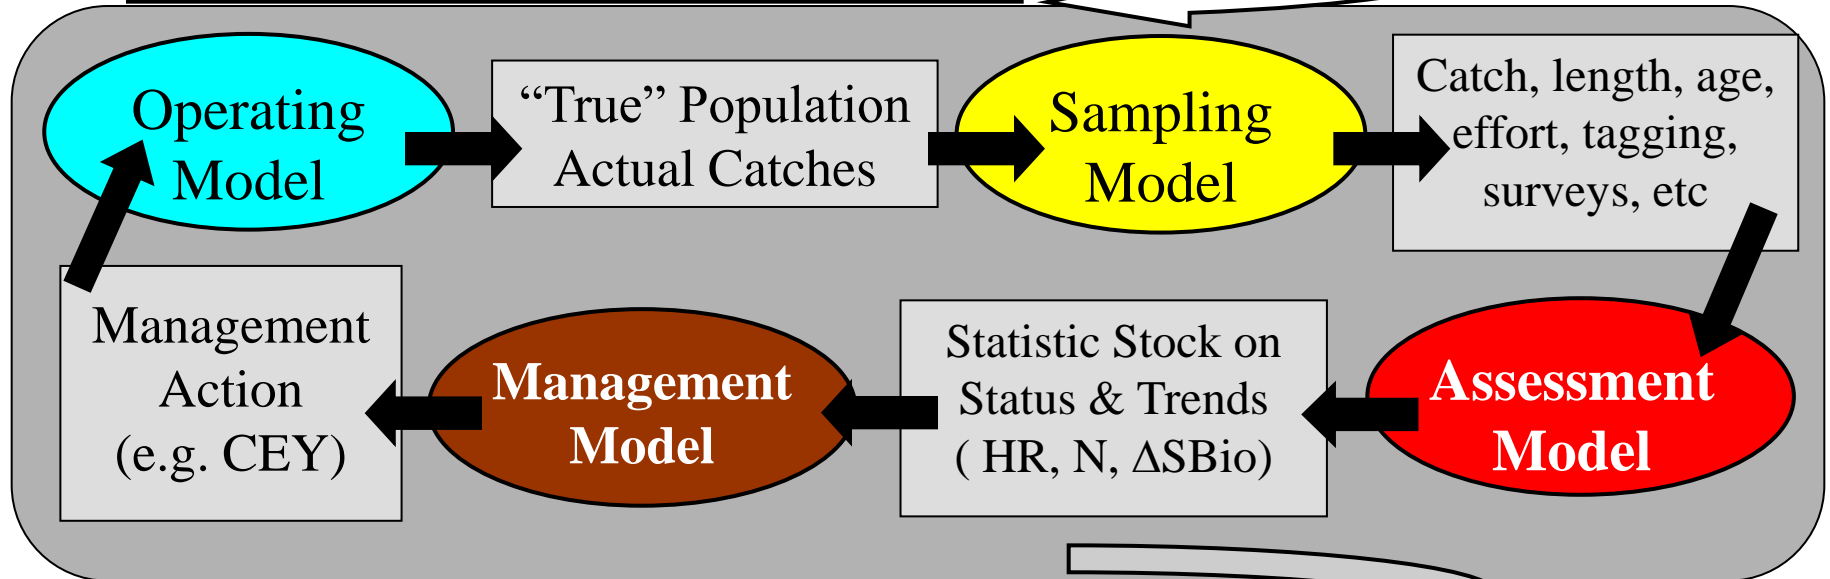 Operating
Model
“True” Population
Actual Catches
Sampling
Model
Catch, length, age,
effort, tagging,
surveys, etc
Management
Action
(e.g. CEY)
Management
Model
Statistic Stock on
Status & Trends
( HR, N, ΔSBio)
Assessment
Model